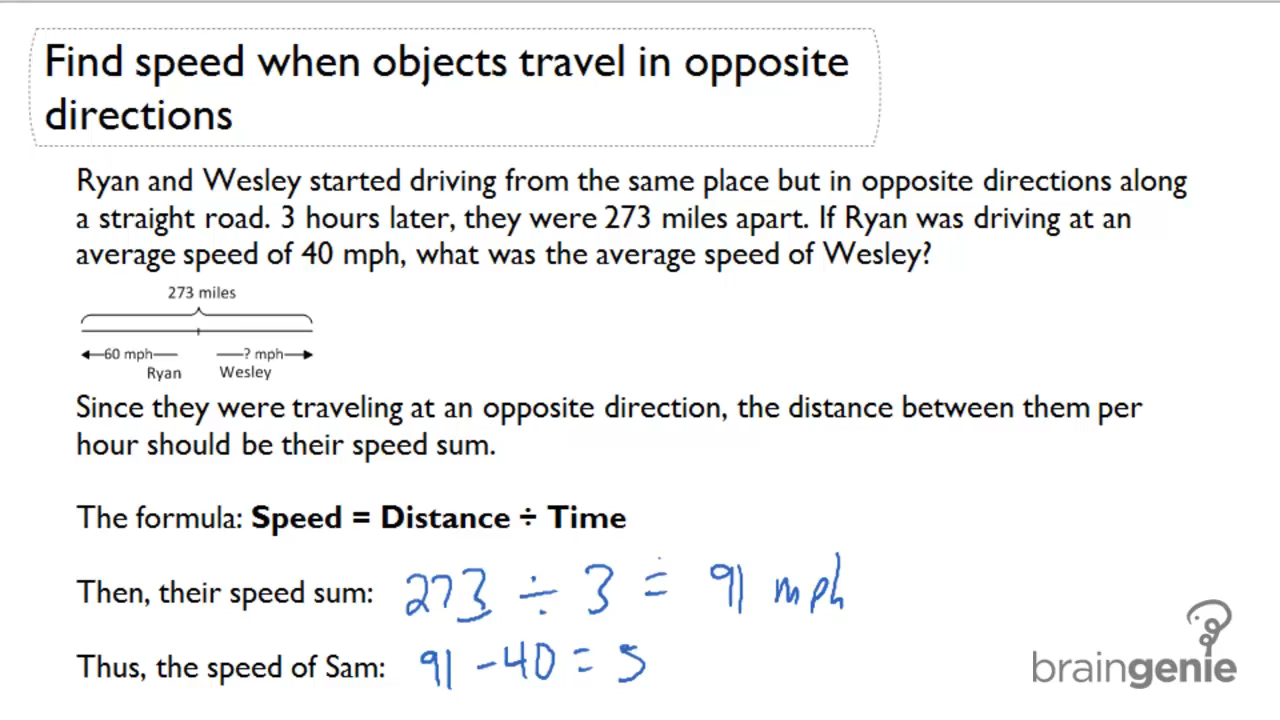 Find speed when objects travel in opposite
directions
Ryan and Wesley started driving from the same place but in opposite directions along
a straight road. 3 hours later, they were 273 miles apart. If Ryan was driving at an
average speed of 40 mph, what was the average speed of Wesley?
273 miles
60 mph ? mph
Ryan Wesley
Since they were traveling at an opposite direction, the distance between them per
hour should be their speed sum.
The formula: Speed = Distance ÷ Time
Then, their speed sum: 273 ÷ 3 = 91 mph
Thus, the speed of Sam: 91 - 40 = 5
braingenie